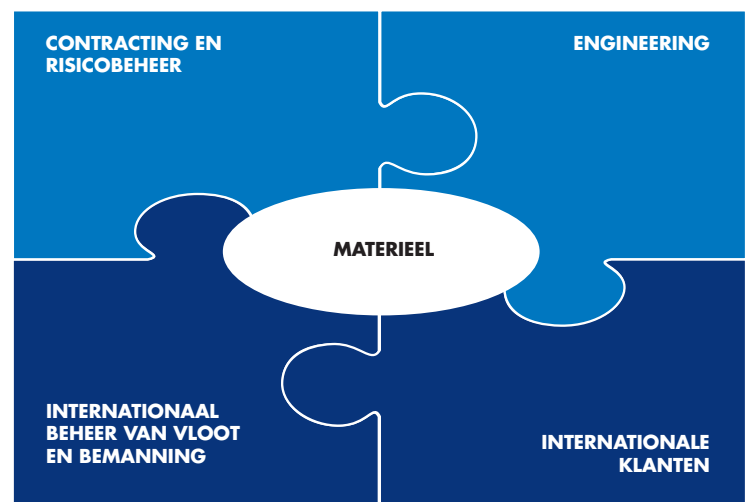 CONTRACTING EN
RISICOBEHEER
ENGINEERING
MATERIEEL
INTERNATIONAAL
BEHEER VAN VLOOT
EN BEMANNING
INTERNATIONALE
KLANTEN